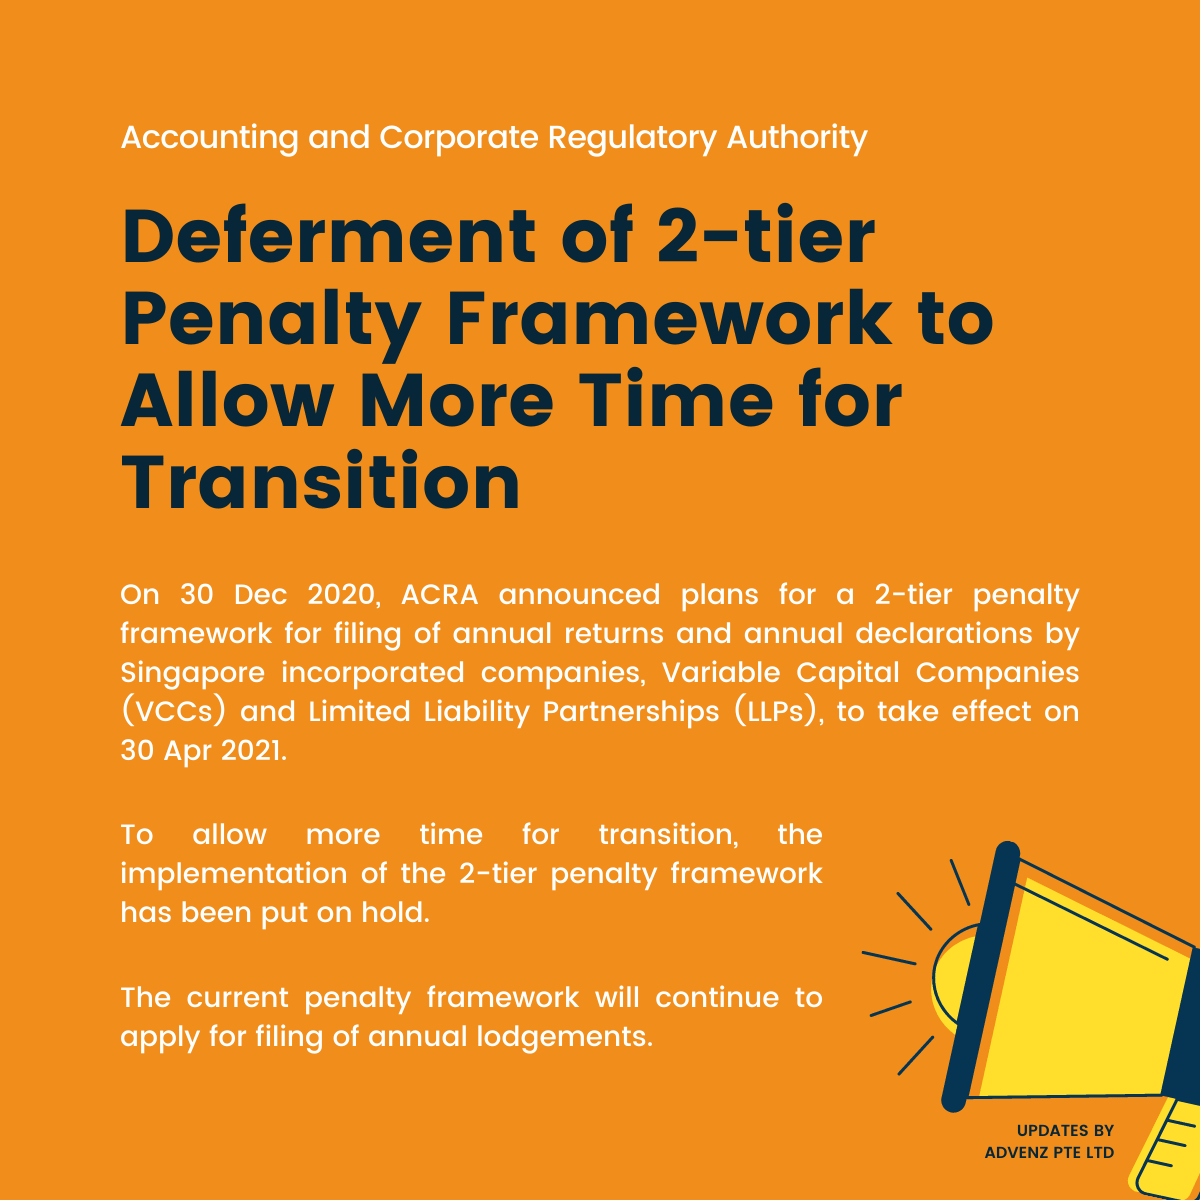 Accounting and Corporate Regulatory Authority
Deferment of 2-tier
Penalty Framework to
Allow More Time for
Transition
On 30 Dec 2020, ACRA announced plans for a 2-tier penalty
framework for filing of annual returns and annual declarations by
Singapore incorporated companies, Variable Capital Companies
(VCCs) and Limited Liability Partnerships (LLPs), to take effect on
30 Apr 2021.
To allow more time for transition, the
implementation of the 2-tier penalty framework
has been put on hold.
The current penalty framework will continue to
apply for filing of annual lodgements.
UPDATES BY
ADVENZ PTE LTD